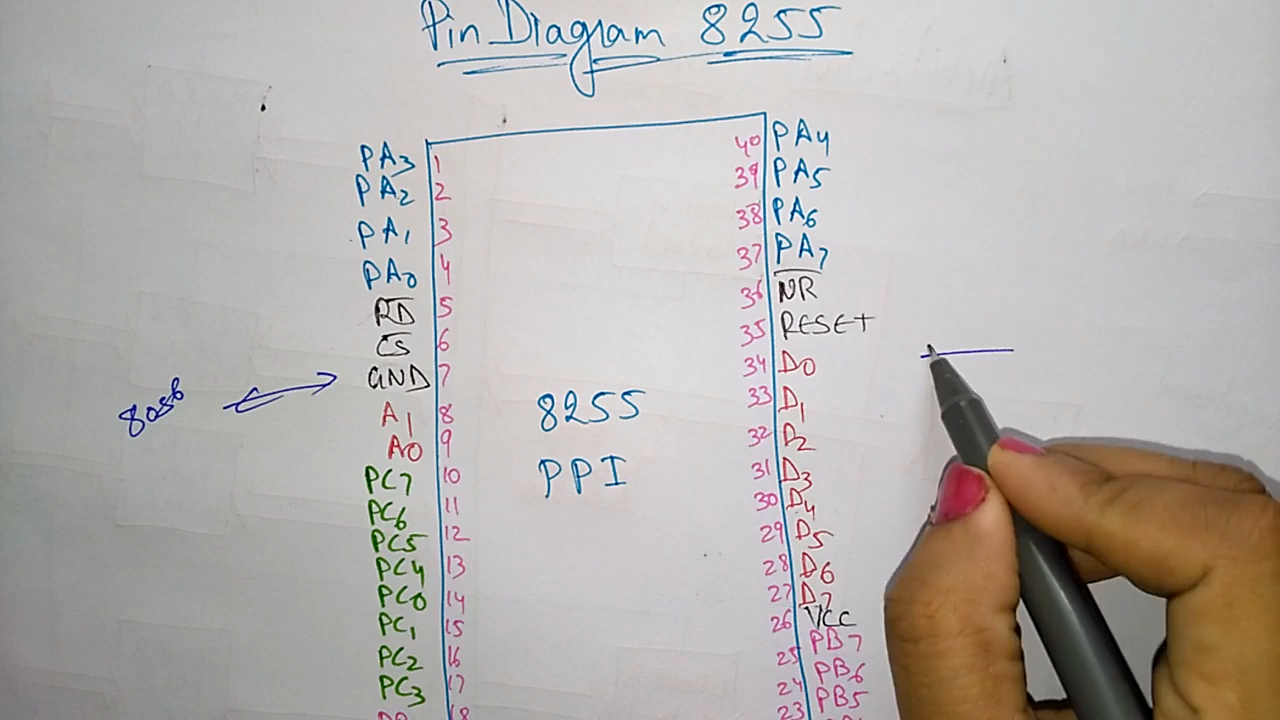 Pin Diagram 8255
PA3 1 40 PA4
PA2 2 39 PA5
PA1 3 38 PA6
PA0 4 37 PA7
RD 5 36 WR
CS 6 35 RESET
GND 7 34 D0
A1 8 33 D1
A0 9 32 D2
PC7 10 31 D3
PC6 11 30 D4
PC5 12 29 D5
PC4 13 28 D6
PC0 14 27 D7
PC1 15 26 VCC
PC2 16 25 PB7
PC3 17 24 PB6
18 23 PB5
8255
PPI
8086